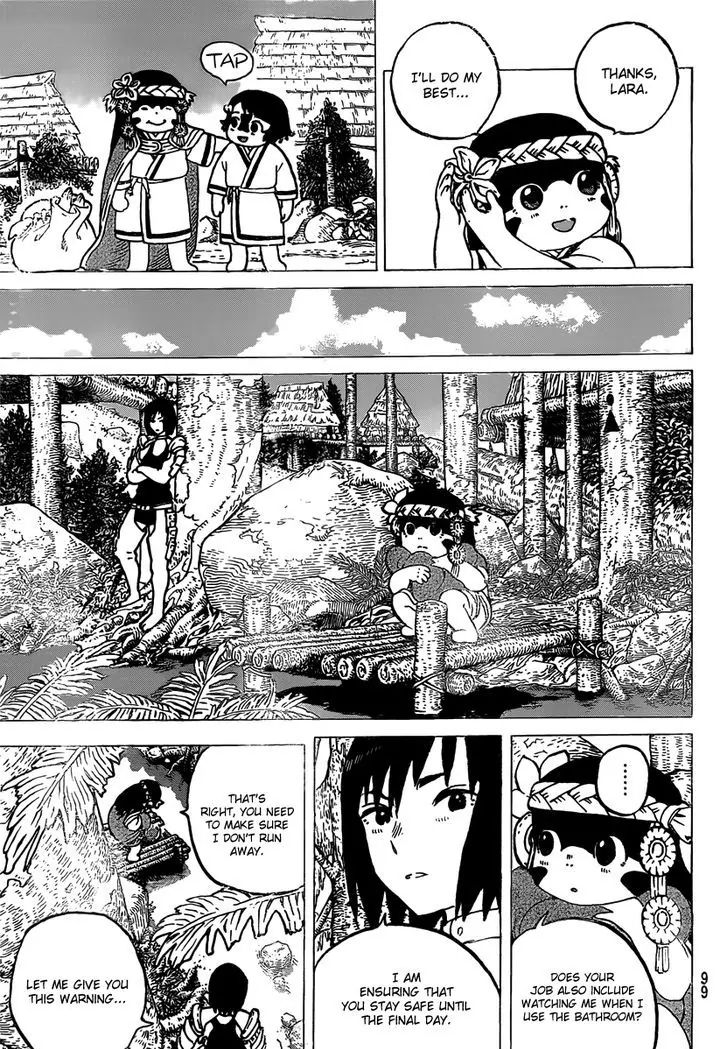 THANKS,
LARA.
I'LL DO MY
BEST...
TAP
......
DOES YOUR
JOB ALSO INCLUDE
WATCHING ME WHEN I
USE THE BATHROOM?
I AM
ENSURING THAT
YOU STAY SAFE UNTIL
THE FINAL DAY.
THAT'S
RIGHT, YOU NEED
TO MAKE SURE
I DON'T RUN
AWAY.
LET ME GIVE YOU
THIS WARNING...
99